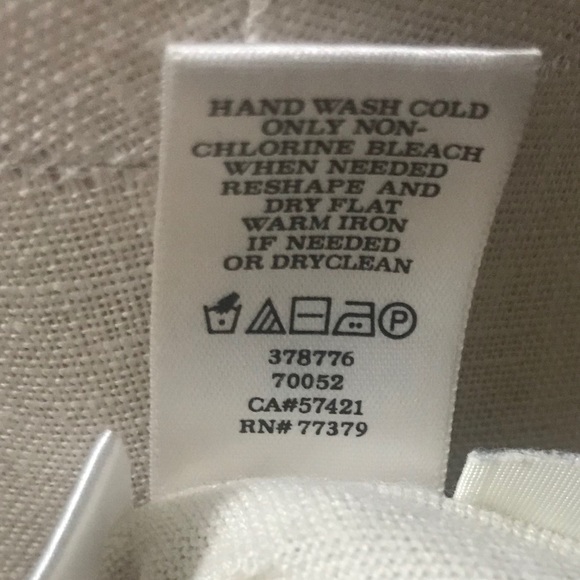 HAND WASH COLD
ONLY NON-
CHLORINE BLEACH
WHEN NEEDED
RESHAPE AND
DRY FLAT
WARM IRON
IF NEEDED
OR DRYCLEAN
P
378776
70052
CA#57421
RN# 77379